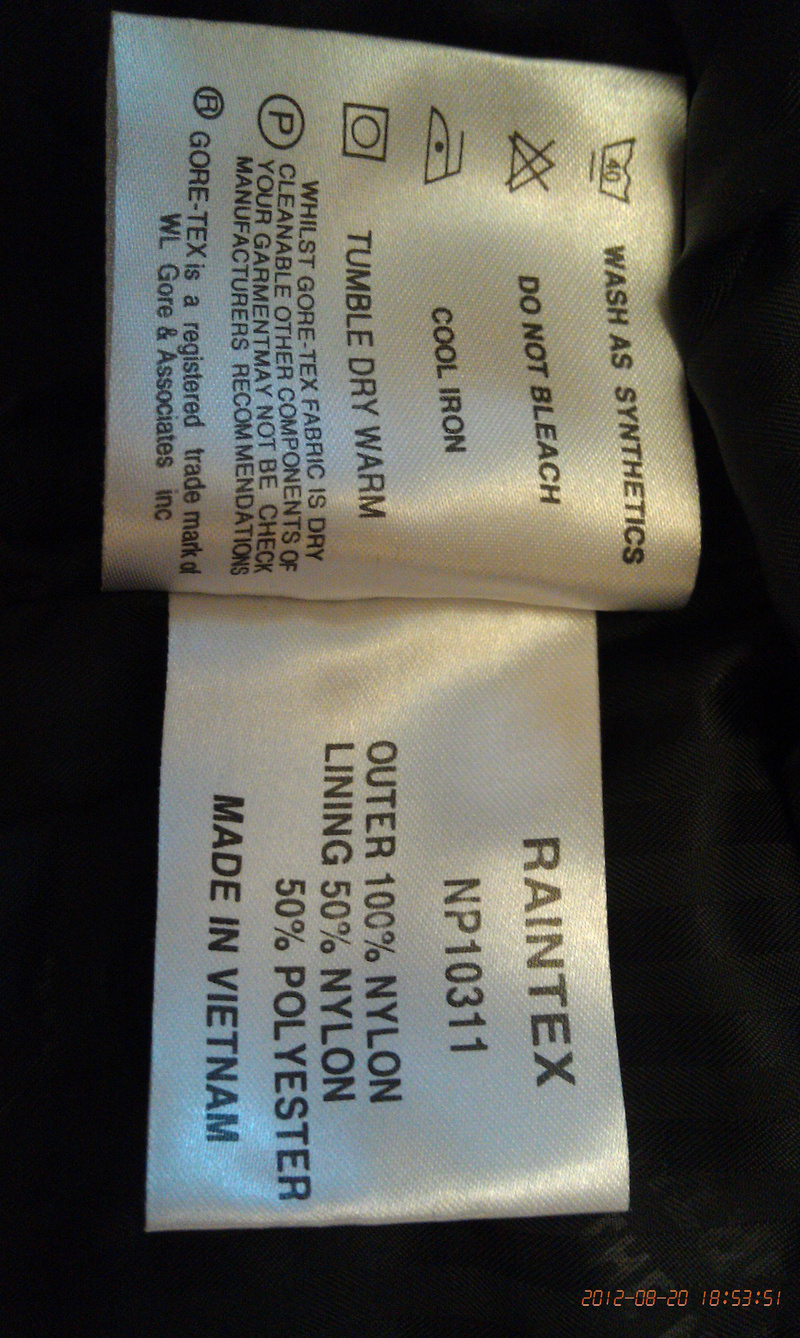 40 WASH AS SYNTHETICS
DO NOT BLEACH
COOL IRON
TUMBLE DRY WARM
WHILST GORE-TEX FABRIC IS DRY
P CLEANABLE OTHER COMPONENTS OF
YOUR GARMENTMAY NOT BE CHECK
MANUFACTURERS RECOMMENDATIONS
® GORE-TEX is a registered trade mark of
WL Gore & Associates inc
RAINTEX
NP10311
OUTER 100% NYLON
LINING 50% NYLON
50% POLYESTER
MADE IN VIETNAM
2012-08-20 18:53:51